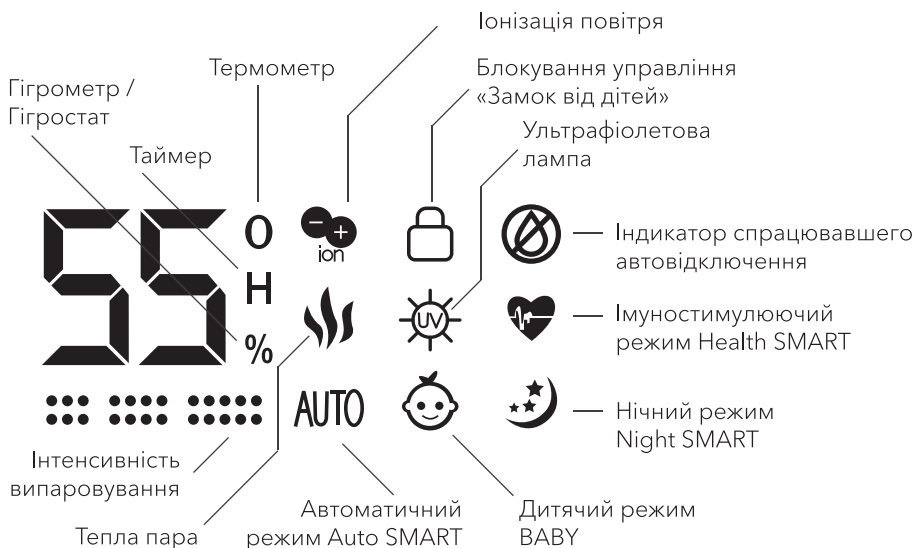 Іонізація повітря
Термометр
Блокування управління
«Замок від дітей»
Гігрометр /
Гігростат
Ультрафіолетова
лампа
Таймер
55
O
H
%
ion
UV
AUTO
Індикатор спрацювавшего
автовідключення
Імуностимулюючий
режим Health SMART
Нічний режим
Night SMART
Інтенсивність
випаровування
Тепла пара
Автоматичний
режим Auto SMART
Дитячий режим
BABY